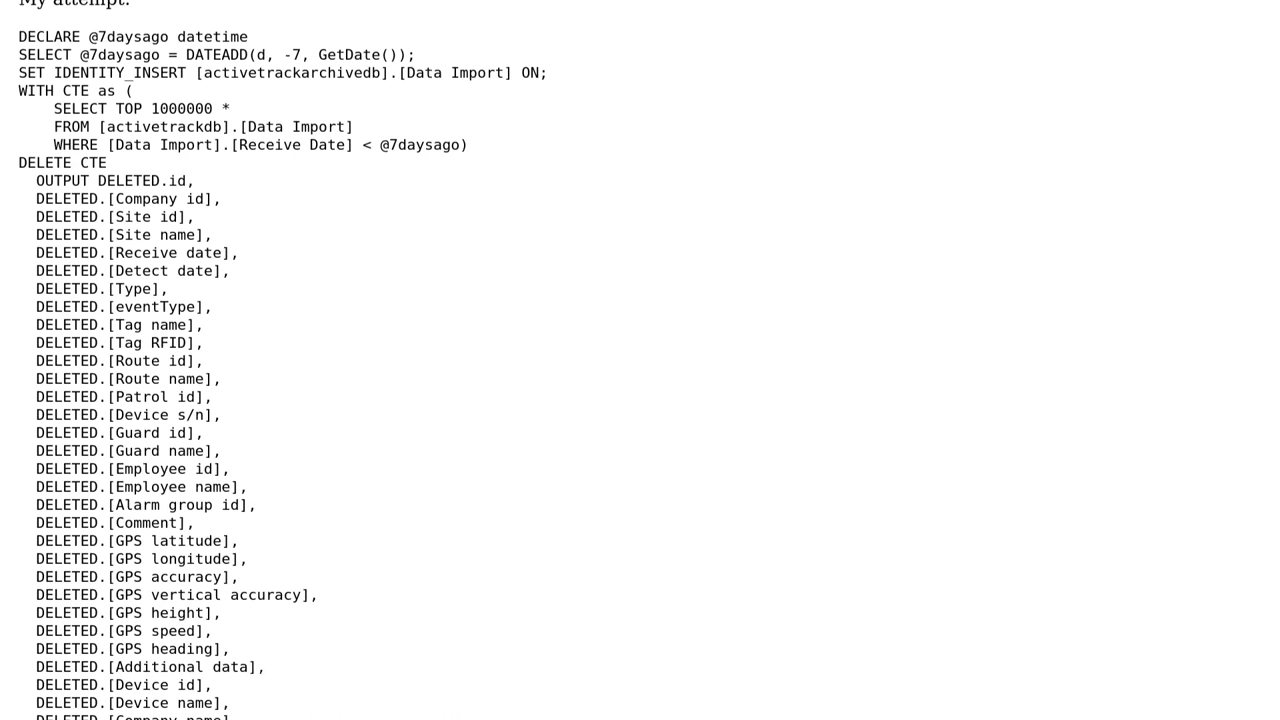 My attempt:
DECLARE @7daysago datetime
SELECT @7daysago = DATEADD(d, -7, GetDate());
SET IDENTITY_INSERT [activetrackarchivedb].[Data Import] ON;
WITH CTE as (
    SELECT TOP 1000000 *
    FROM [activetrackdb].[Data Import]
    WHERE [Data Import].[Receive Date] < @7daysago)
DELETE CTE
  OUTPUT DELETED.id,
  DELETED.[Company id],
  DELETED.[Site id],
  DELETED.[Site name],
  DELETED.[Receive date],
  DELETED.[Detect date],
  DELETED.[Type],
  DELETED.[eventType],
  DELETED.[Tag name],
  DELETED.[Tag RFID],
  DELETED.[Route id],
  DELETED.[Route name],
  DELETED.[Patrol id],
  DELETED.[Device s/n],
  DELETED.[Guard id],
  DELETED.[Guard name],
  DELETED.[Employee id],
  DELETED.[Employee name],
  DELETED.[Alarm group id],
  DELETED.[Comment],
  DELETED.[GPS latitude],
  DELETED.[GPS longitude],
  DELETED.[GPS accuracy],
  DELETED.[GPS vertical accuracy],
  DELETED.[GPS height],
  DELETED.[GPS speed],
  DELETED.[GPS heading],
  DELETED.[Additional data],
  DELETED.[Device id],
  DELETED.[Device name],